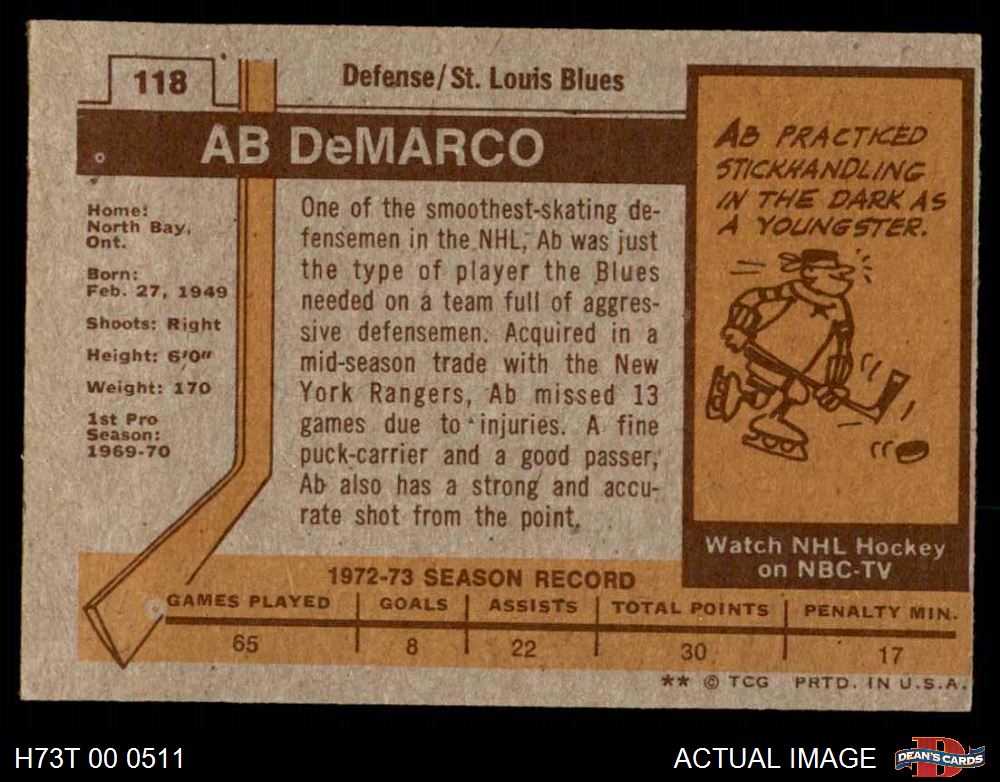 118
Defense/St. Louis Blues
AB DeMARCO
Home:
North Bay,
Ont.
Born:
Feb. 27, 1949
Shoots: Right
Height: 6'0"
Weight: 170
1st Pro
Season:
1969-70
One of the smoothest-skating de-
fensemen in the NHL, Ab was just
the type of player the Blues
needed on a team full of aggres-
sive defensemen. Acquired in a
mid-season trade with the New
York Rangers, Ab missed 13
games due to injuries. A fine
puck-carrier and a good passer,
Ab also has a strong and accu-
rate shot from the point.
AB PRACTICED
STICKHANDLING
IN THE DARK AS
A YOUNGSTER.
Watch NHL Hockey
on NBC-TV
1972-73 SEASON RECORD
GAMES PLAYED GOALS ASSISTS TOTAL POINTS PENALTY MIN.
65 8 22 30 17
** © TCG PRTD. IN U.S.A.
H73T 00 0511
ACTUAL IMAGE
D
DEAN'S CARDS